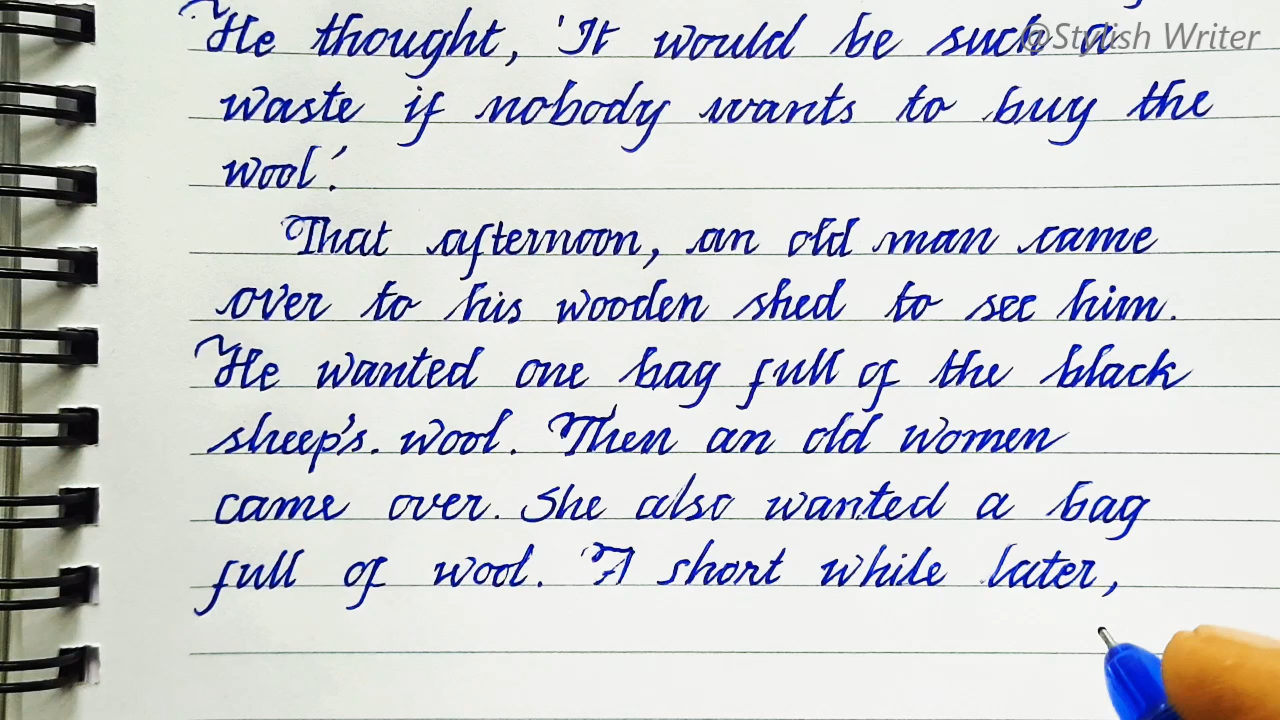 He thought, 'It would be such a
@Stylish Writer
waste if nobody wants to buy the
wool'.
That afternoon, an old man came
over to his wooden shed to see him.
He wanted one bag full of the black
sheep's. wool. Then an old women
came over. She also wanted a bag
full of wool. A short while later,